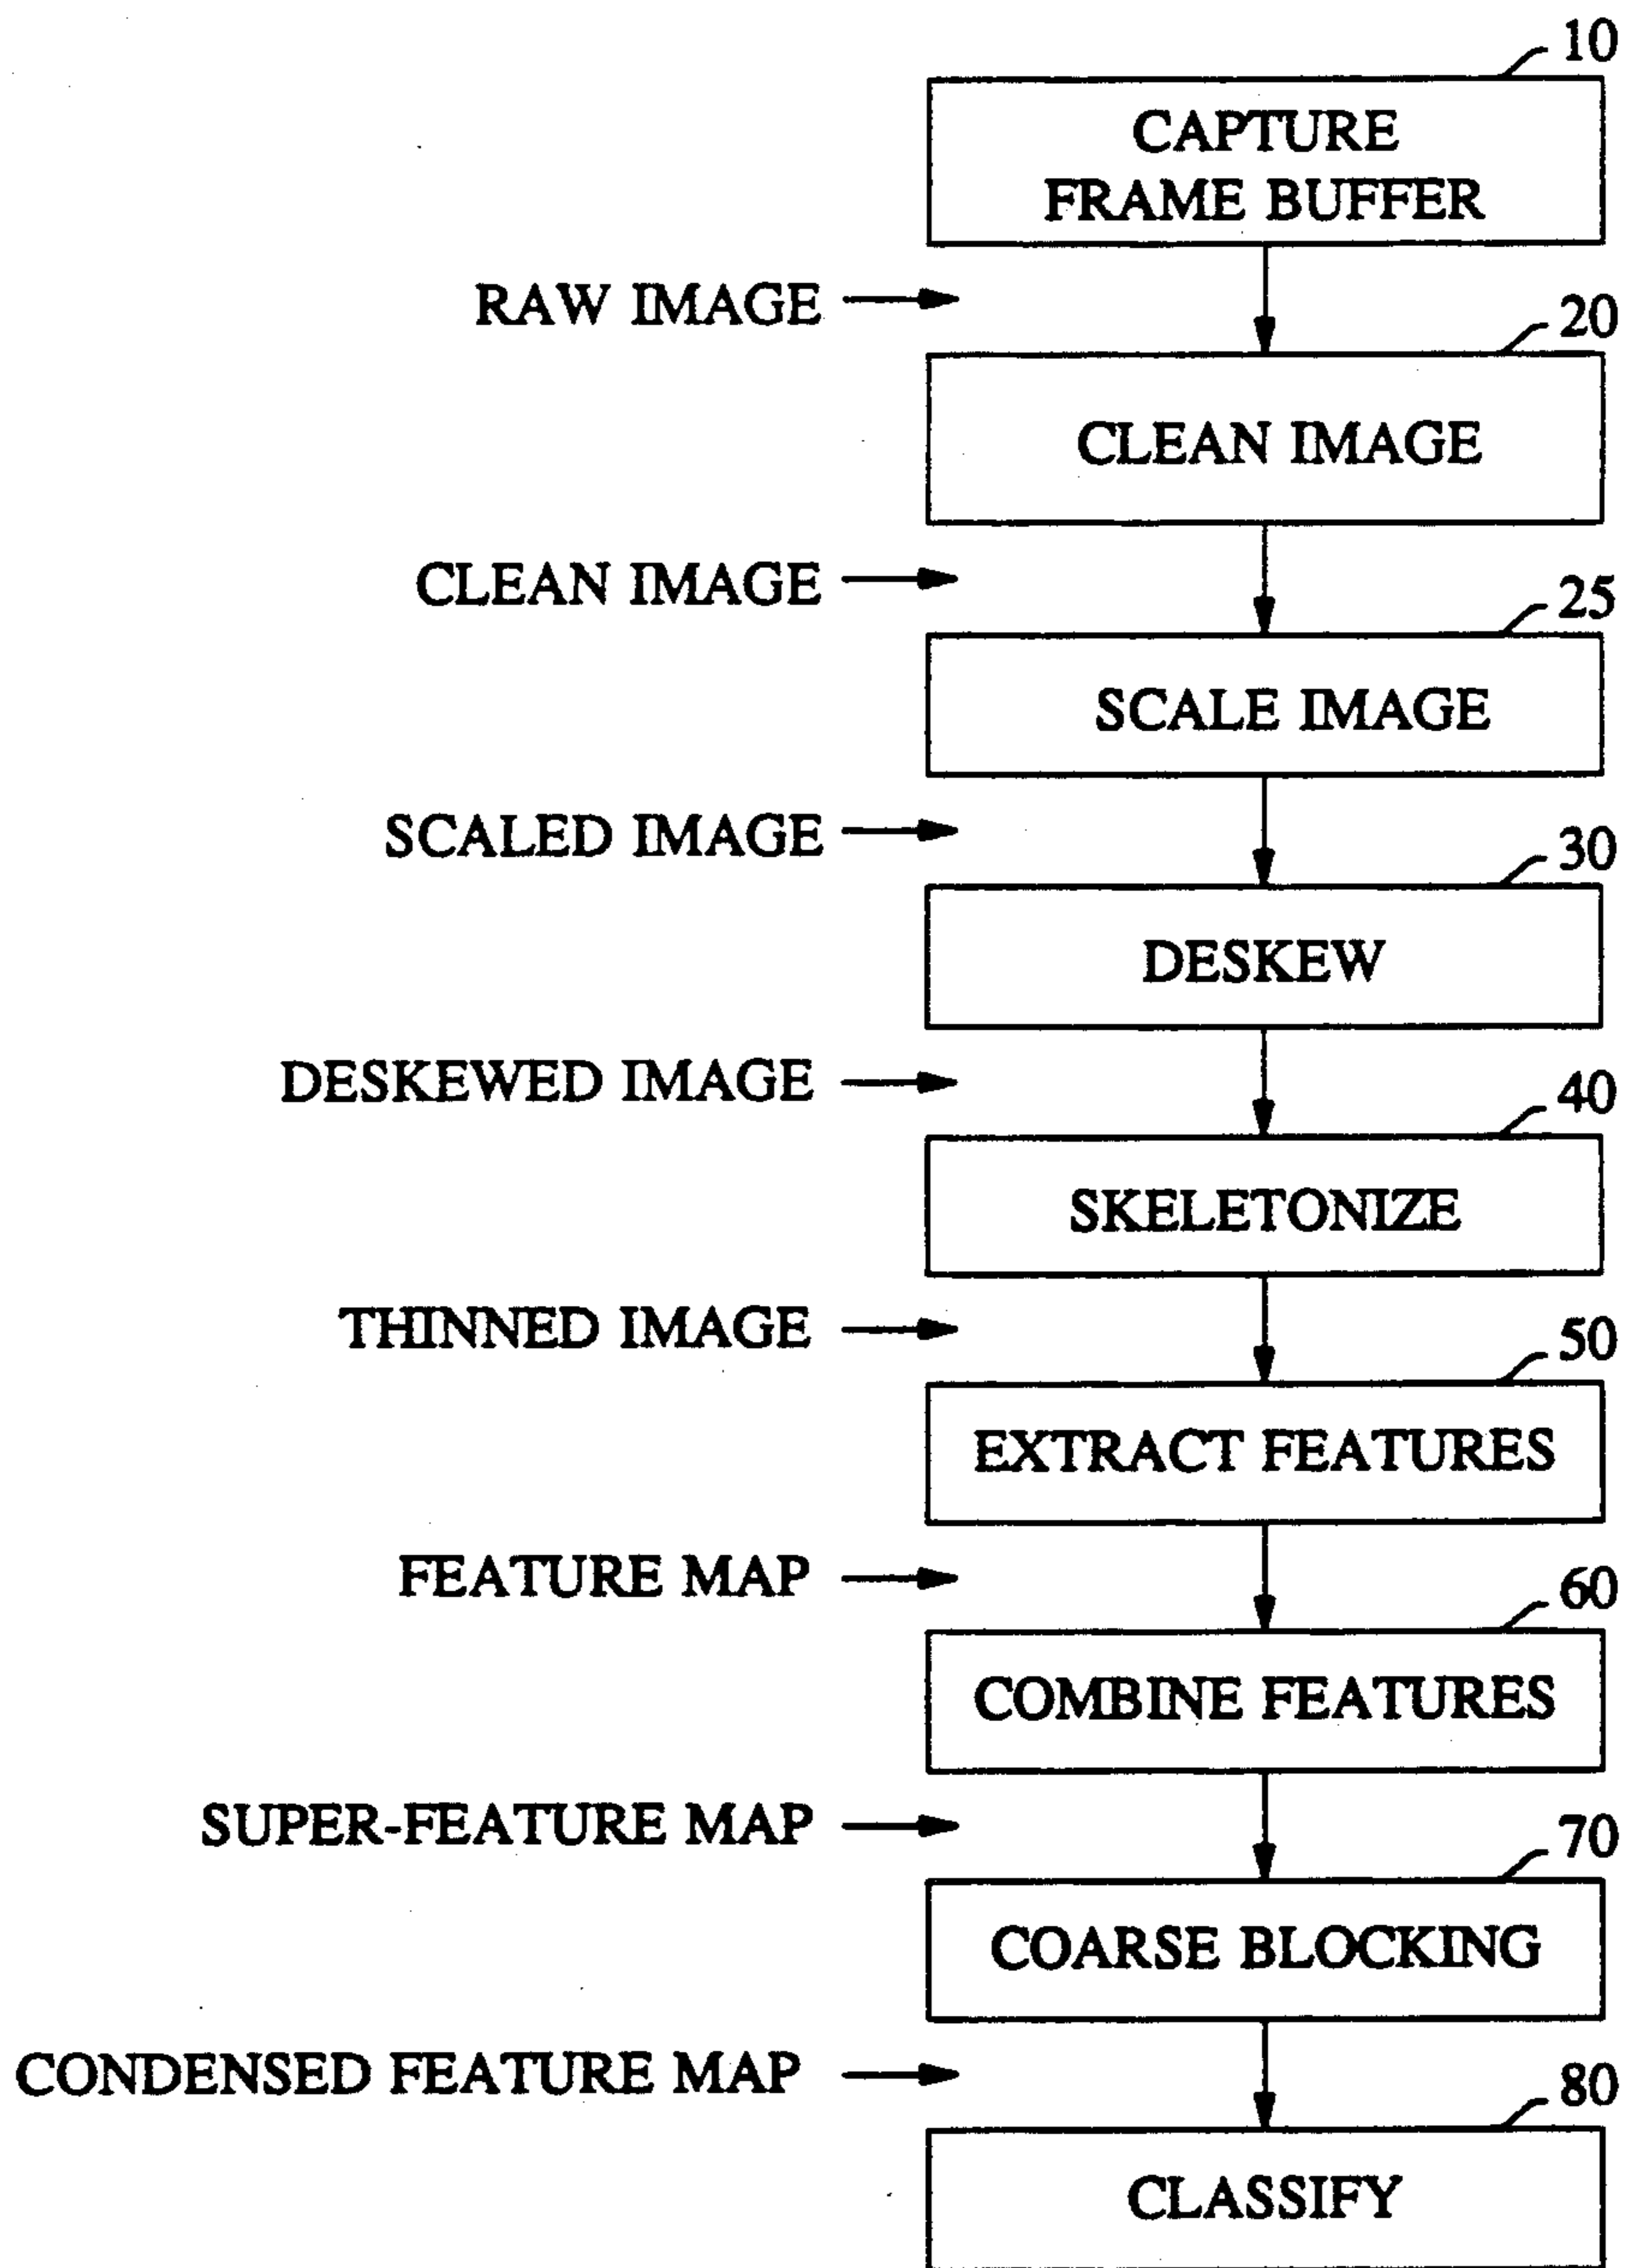 10
CAPTURE
FRAME BUFFER
RAW IMAGE
20
CLEAN IMAGE
CLEAN IMAGE
25
SCALE IMAGE
SCALED IMAGE
30
DESKEW
DESKEWED IMAGE
40
SKELETONIZE
THINNED IMAGE
50
EXTRACT FEATURES
FEATURE MAP
60
COMBINE FEATURES
SUPER-FEATURE MAP
70
COARSE BLOCKING
CONDENSED FEATURE MAP
80
CLASSIFY